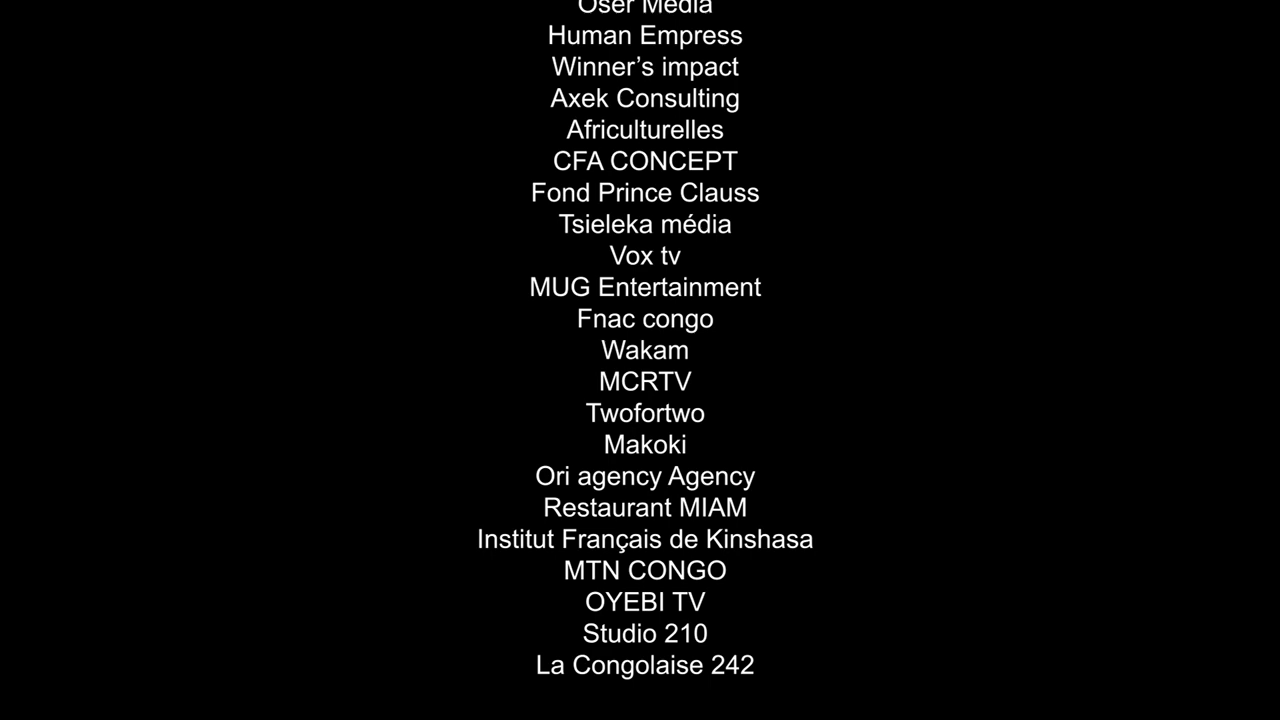 Oser Média
Human Empress
Winner’s impact
Axek Consulting
Africulturelles
CFA CONCEPT
Fond Prince Clauss
Tsieleka média
Vox tv
MUG Entertainment
Fnac congo
Wakam
MCRTV
Twofortwo
Makoki
Ori agency Agency
Restaurant MIAM
Institut Français de Kinshasa
MTN CONGO
OYEBI TV
Studio 210
La Congolaise 242